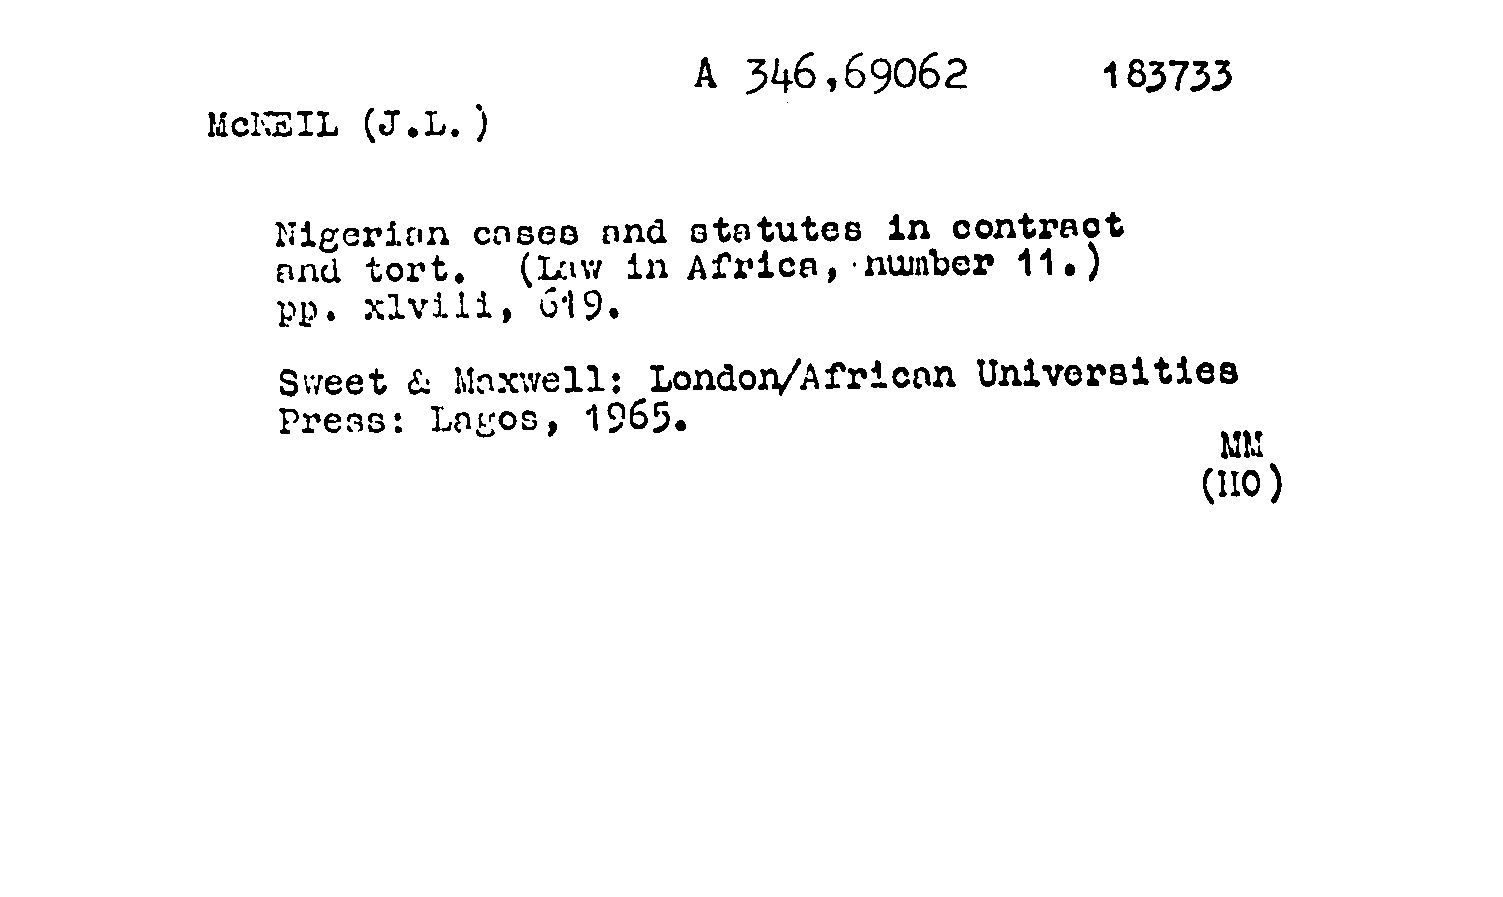 A 346,69062 183733
McNEIL (J.L.)
Nigerian cases and statutes in contract
and tort. (Law in Africa, number 11.)
pp. xlviii, 619.
Sweet & Maxwell: London/African Universities
Press: Lagos, 1965.
MM
(HO)